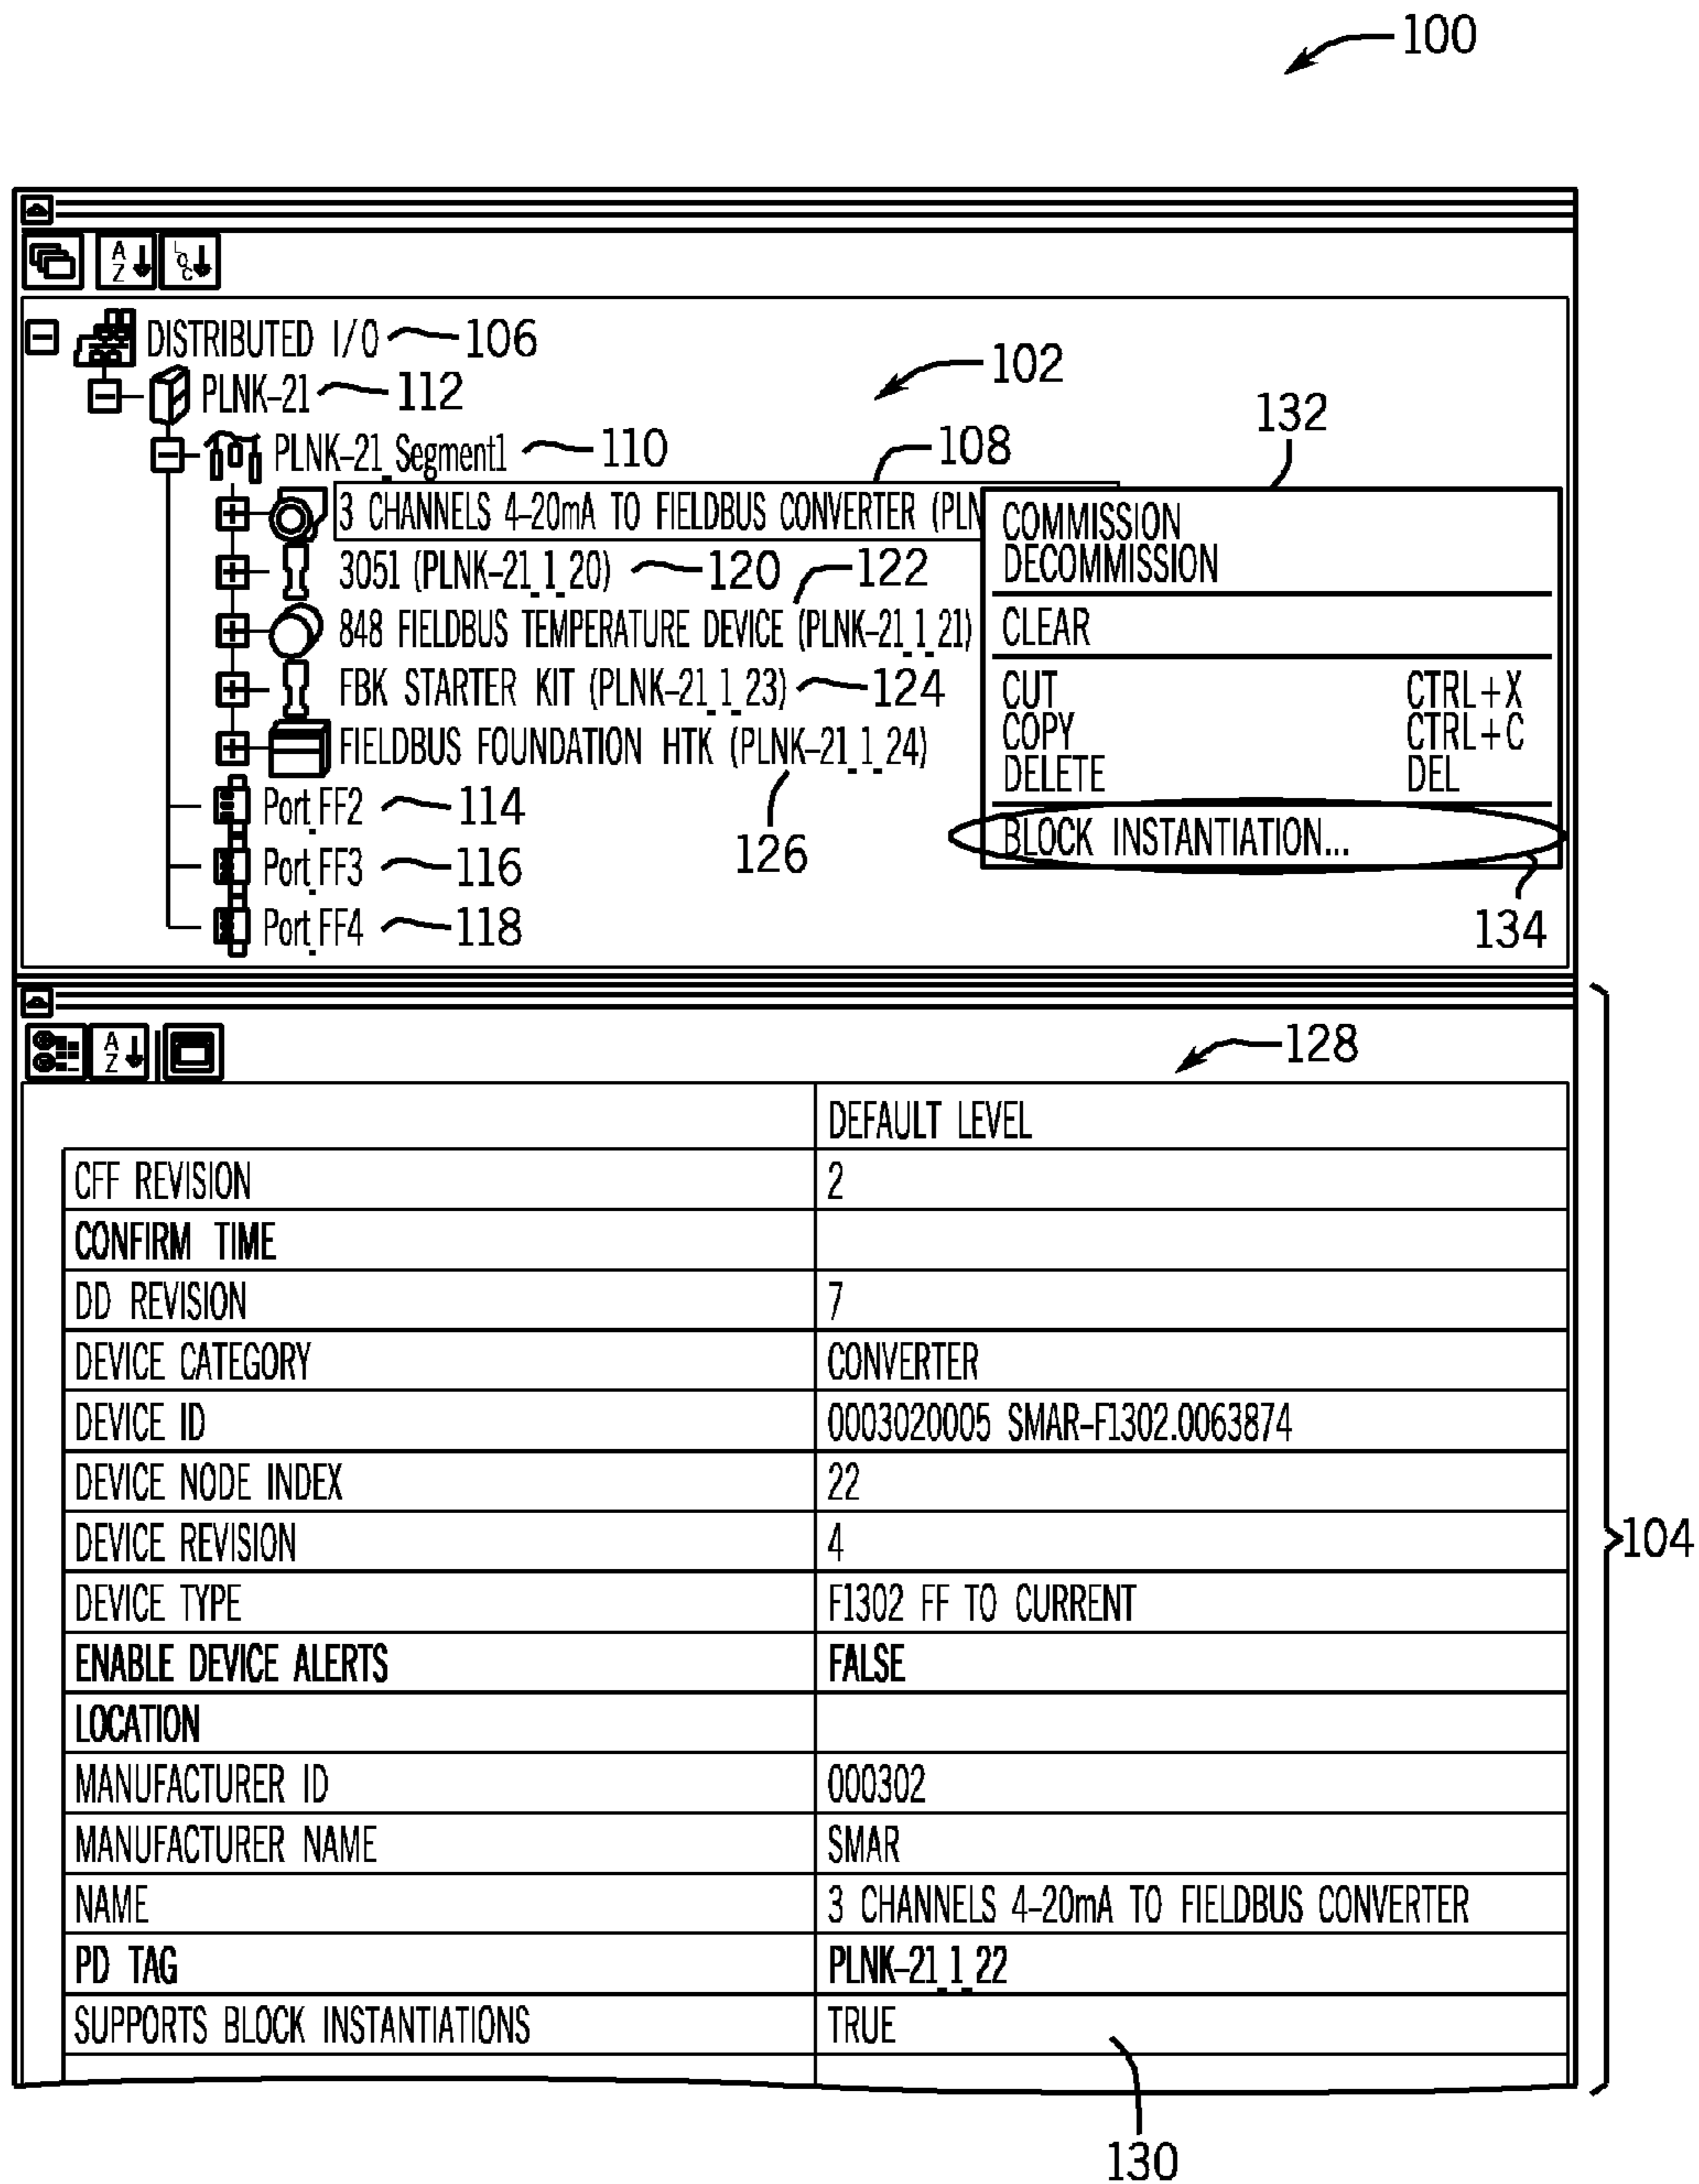 100
A Z LOC
DISTRIBUTED I/O 106
PLNK-21 112
102
132
PLNK-21_Segment1 110
108
3 CHANNELS 4-20mA TO FIELDBUS CONVERTER (PLN
3051 (PLNK-21_1_20) 120
122
848 FIELDBUS TEMPERATURE DEVICE (PLNK-21_1_21)
FBK STARTER KIT (PLNK-21_1_23) 124
FIELDBUS FOUNDATION HTK (PLNK-21_1_24)
126
Port_FF2 114
Port_FF3 116
Port_FF4 118
COMMISSION
DECOMMISSION
CLEAR
CUT CTRL+X
COPY CTRL+C
DELETE DEL
BLOCK INSTANTIATION...
134
A Z
128
DEFAULT LEVEL
CFF REVISION 2
CONFIRM TIME
DD REVISION 7
DEVICE CATEGORY CONVERTER
DEVICE ID 0003020005 SMAR-F1302.0063874
DEVICE NODE INDEX 22
DEVICE REVISION 4
DEVICE TYPE F1302 FF TO CURRENT
ENABLE DEVICE ALERTS FALSE
LOCATION
MANUFACTURER ID 000302
MANUFACTURER NAME SMAR
NAME 3 CHANNELS 4-20mA TO FIELDBUS CONVERTER
PD TAG PLNK-21_1_22
SUPPORTS BLOCK INSTANTIATIONS TRUE
104
130